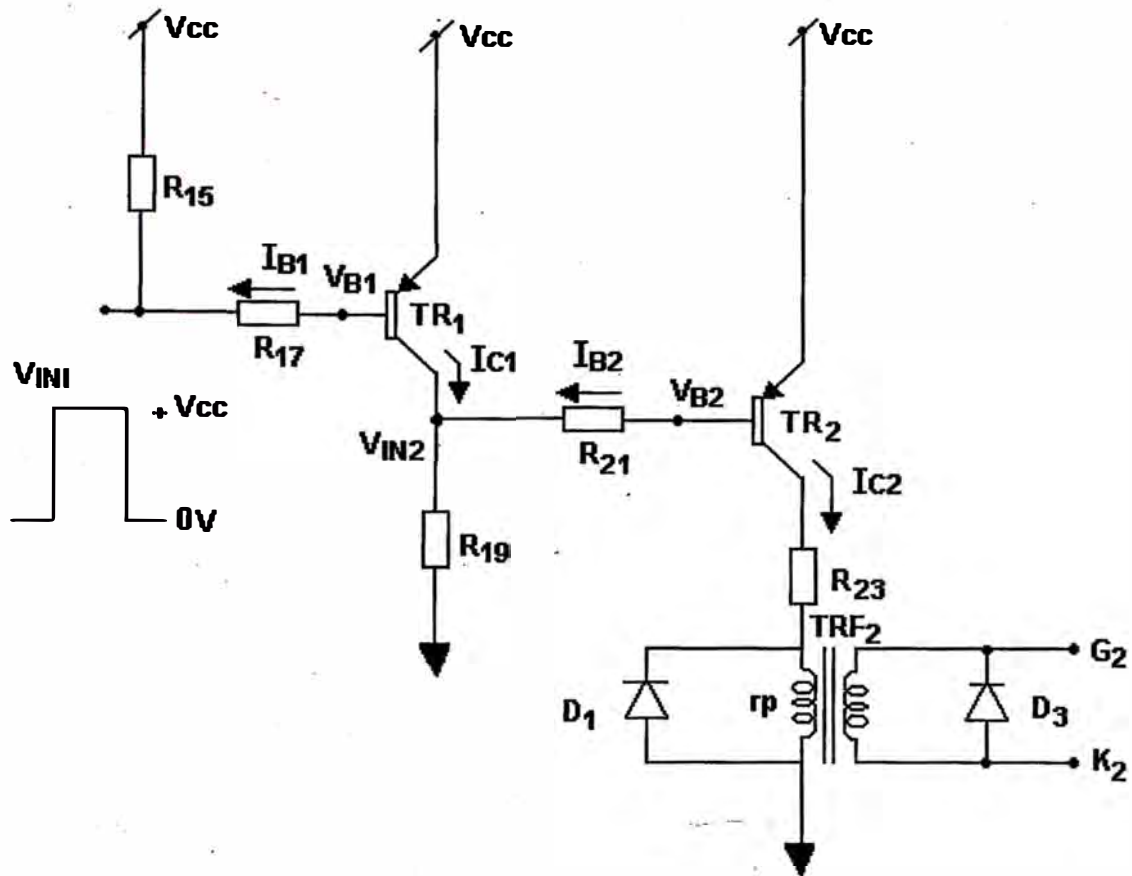 Vcc
Vcc
Vcc
R15
IB1
VB1
TR1
R17
IC1
IB2
VB2
TR2
VIN1
+ Vcc
VIN2
R21
IC2
0V
R19
R23
TRF2
G2
D1
rp
D3
K2